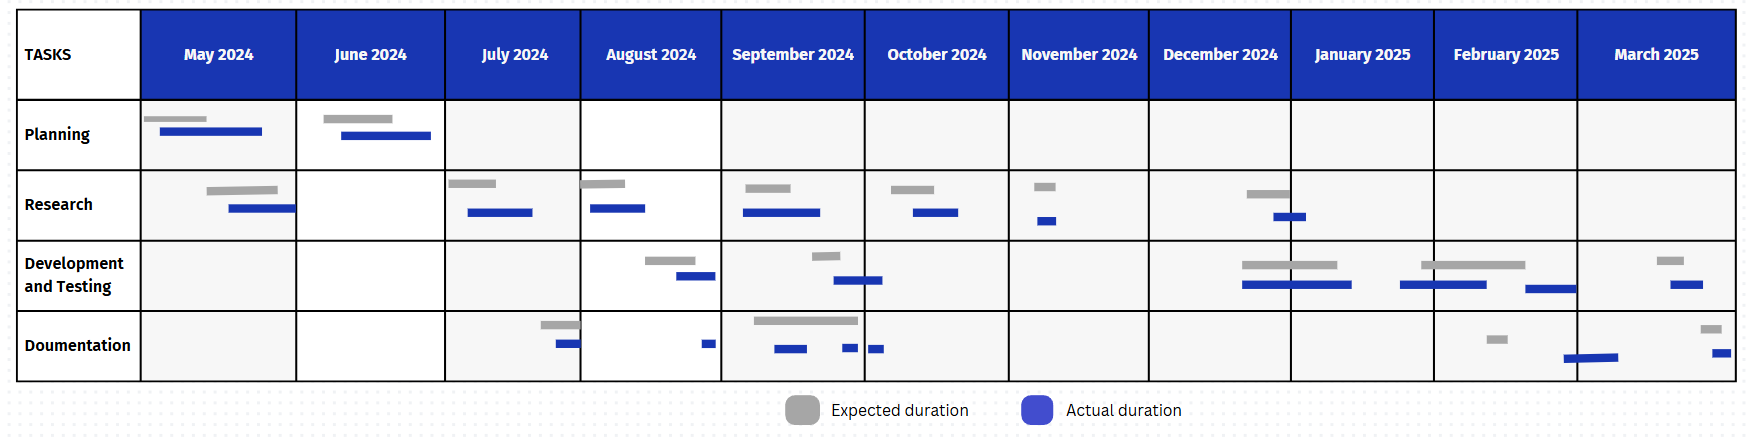 TASKS
May 2024
June 2024
July 2024
August 2024
September 2024
October 2024
November 2024
December 2024
January 2025
February 2025
March 2025
Planning
Research
Development
and Testing
Doumentation
Expected duration
Actual duration